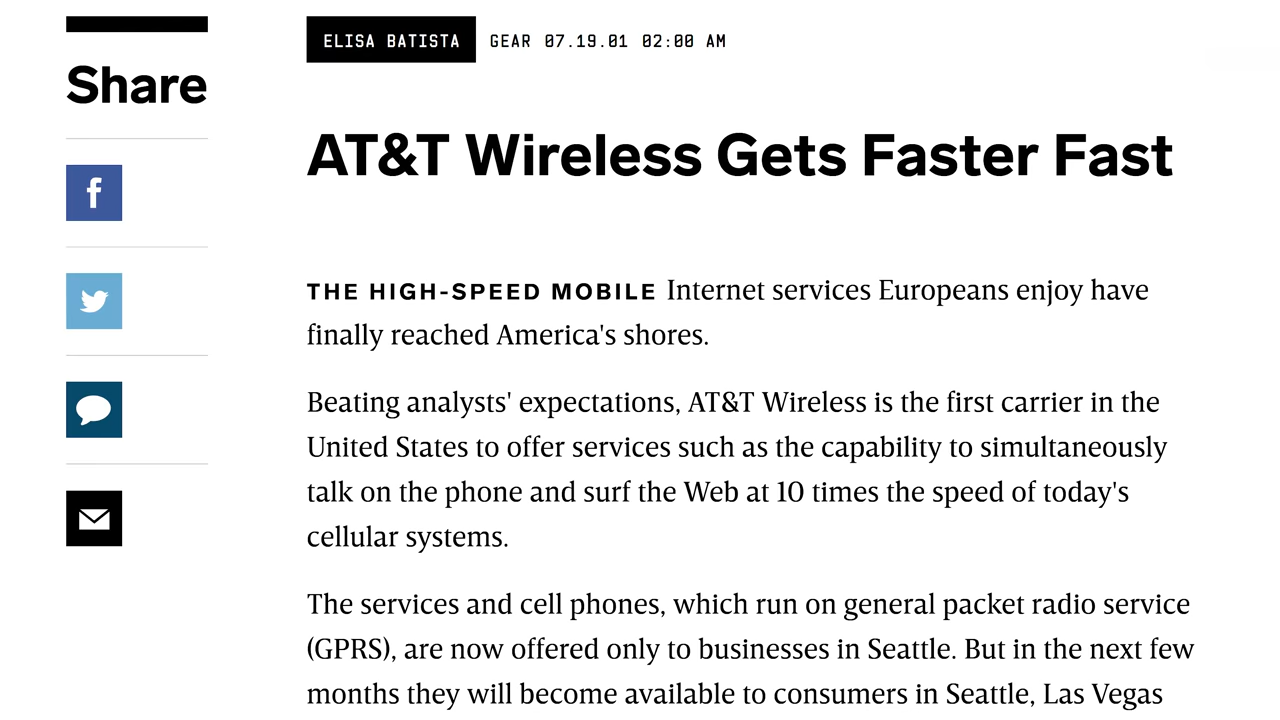 Share
ELISA BATISTA GEAR 07.19.01 02:00 AM
AT&T Wireless Gets Faster Fast
THE HIGH-SPEED MOBILE Internet services Europeans enjoy have
finally reached America's shores.
Beating analysts' expectations, AT&T Wireless is the first carrier in the
United States to offer services such as the capability to simultaneously
talk on the phone and surf the Web at 10 times the speed of today's
cellular systems.
The services and cell phones, which run on general packet radio service
(GPRS), are now offered only to businesses in Seattle. But in the next few
months they will become available to consumers in Seattle, Las Vegas